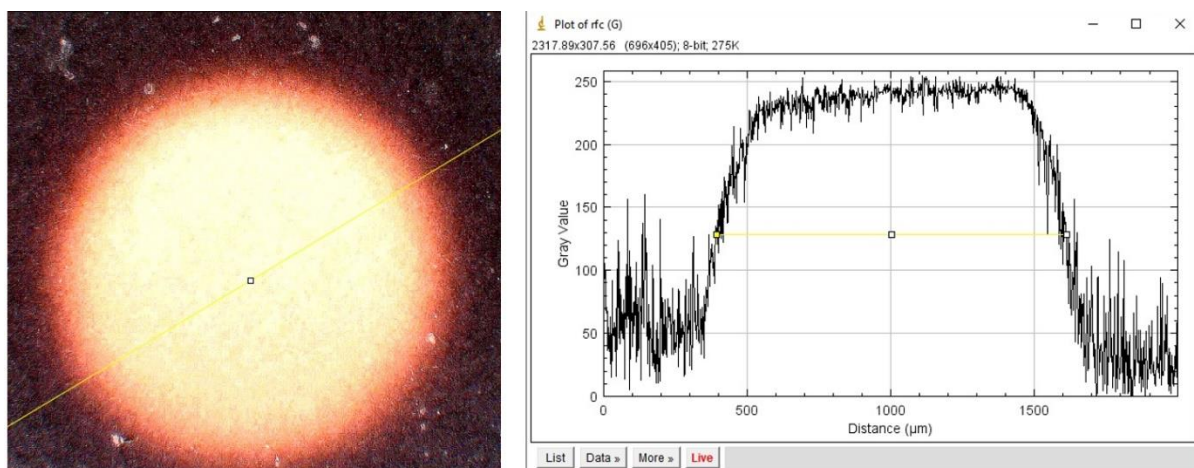 Plot of rfc (G)
2317.89x307.56 (696x405); 8-bit; 275K
250
200
150
100
50
0
Gray Value
0 500 1000 1500
Distance (µm)
List Data » More » Live